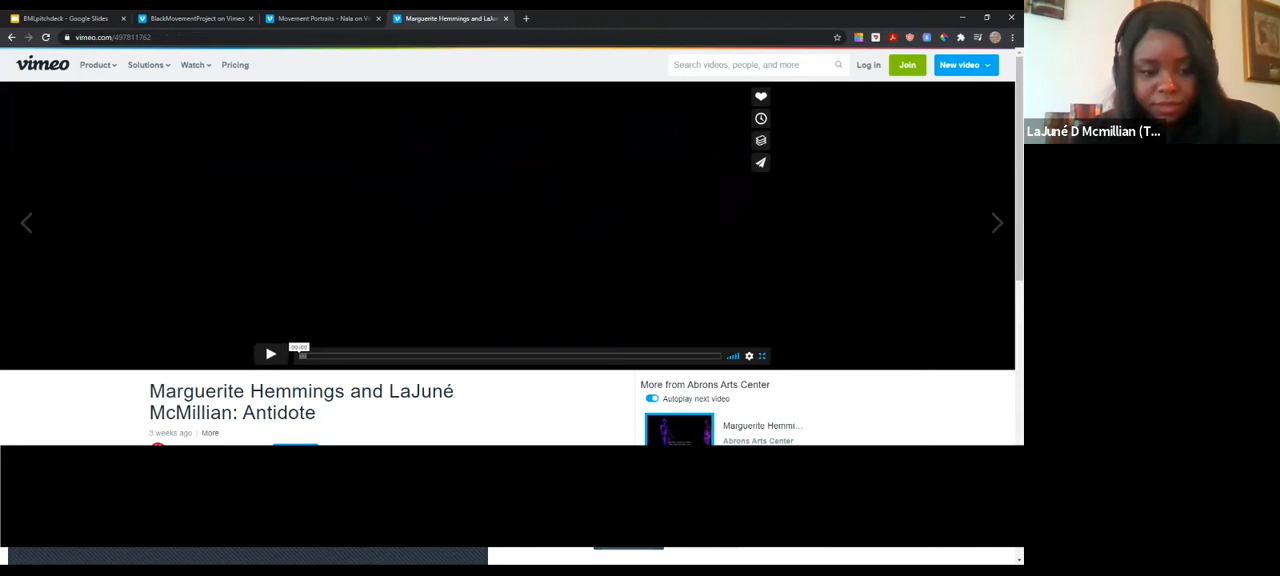 BMLpitchdeck - Google Slides
BlackMovementProject on Vimeo
Movement Portraits - Nala on Vi
Marguerite Hemmings and LaJun
vimeo.com/497811762
vimeo
Product
Solutions
Watch
Pricing
Search videos, people, and more
Log in
Join
New video
LaJuné D Mcmillian (T...
00:00
Marguerite Hemmings and LaJuné
McMillian: Antidote
3 weeks ago | More
More from Abrons Arts Center
Autoplay next video
Marguerite Hemmi...
Abrons Arts Center